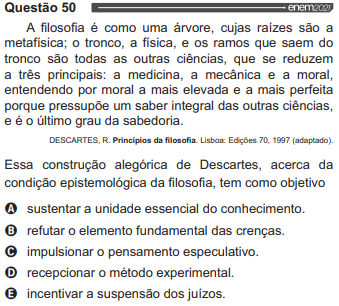 Questão 50 enem2021
A filosofia é como uma árvore, cujas raízes são a
metafísica; o tronco, a física, e os ramos que saem do
tronco são todas as outras ciências, que se reduzem
a três principais: a medicina, a mecânica e a moral,
entendendo por moral a mais elevada e a mais perfeita
porque pressupõe um saber integral das outras ciências,
e é o último grau da sabedoria.
DESCARTES, R. Princípios da filosofia. Lisboa: Edições 70, 1997 (adaptado).
Essa construção alegórica de Descartes, acerca da
condição epistemológica da filosofia, tem como objetivo
A sustentar a unidade essencial do conhecimento.
B refutar o elemento fundamental das crenças.
C impulsionar o pensamento especulativo.
D recepcionar o método experimental.
E incentivar a suspensão dos juízos.